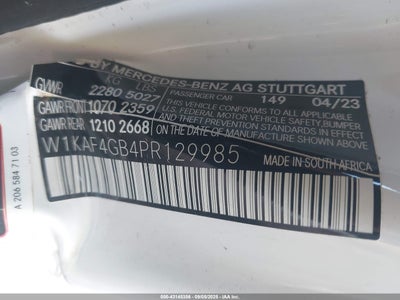 BY MERCEDES-BENZ AG STUTTGART
KG LBS PASSENGER CAR 149 04/23
GVWR 2280 5027
GAWR FRONT 1070 2359
GAWR REAR 1210 2668
THIS VEHICLE CONFORMS TO ALL APPLICABLE
U.S. FEDERAL MOTOR VEHICLE SAFETY, BUMPER,
AND THEFT PREVENTION STANDARDS IN EFFECT
ON THE DATE OF MANUFACTURE SHOWN ABOVE.
W1KAF4GB4PR129985
MADE IN SOUTH AFRICA
A 206 584 71 03